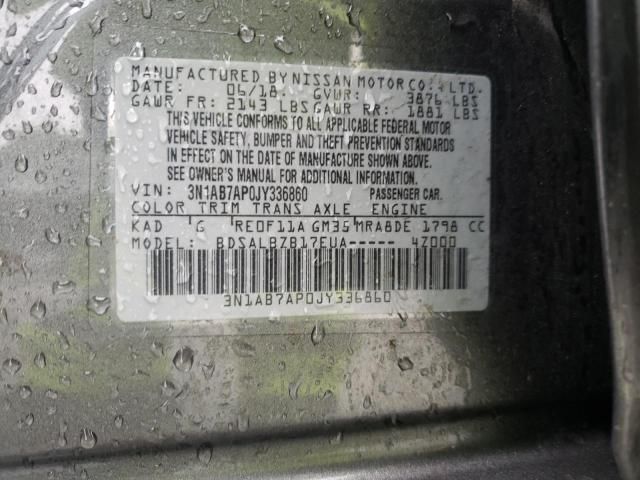 MANUFACTURED BY NISSAN MOTOR CO., LTD.
DATE: 06/18 GVWR: 3876 LBS
GAWR FR: 2143 LBS GAWR RR: 1881 LBS
THIS VEHICLE CONFORMS TO ALL APPLICABLE FEDERAL MOTOR
VEHICLE SAFETY, BUMPER AND THEFT PREVENTION STANDARDS
IN EFFECT ON THE DATE OF MANUFACTURE SHOWN ABOVE.
SEE OWNER'S MANUAL FOR ADDITIONAL INFORMATION.
VIN: 3N1AB7AP0JY336860 PASSENGER CAR.
COLOR TRIM TRANS AXLE ENGINE
KAD G RE0F11A GM35 MRA8DE 1798 CC
MODEL: BDSALBZB17EUA----- 4Z000
3N1AB7AP0JY336860